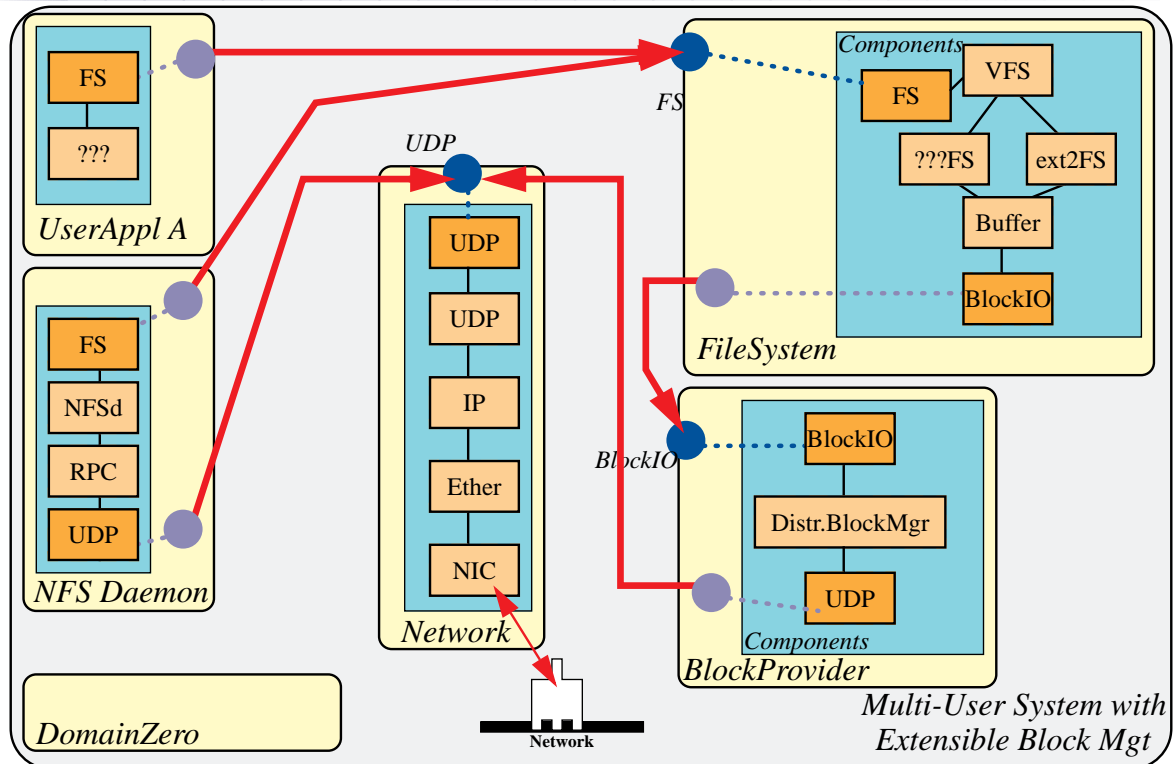 FS
???
UserAppl A
FS
NFSd
RPC
UDP
NFS Daemon
DomainZero
UDP
UDP
UDP
IP
Ether
NIC
Network
Network
FS
Components
FS
VFS
???FS
ext2FS
Buffer
BlockIO
FileSystem
BlockIO
BlockIO
Distr.BlockMgr
UDP
Components
BlockProvider
Multi-User System with
Extensible Block Mgt